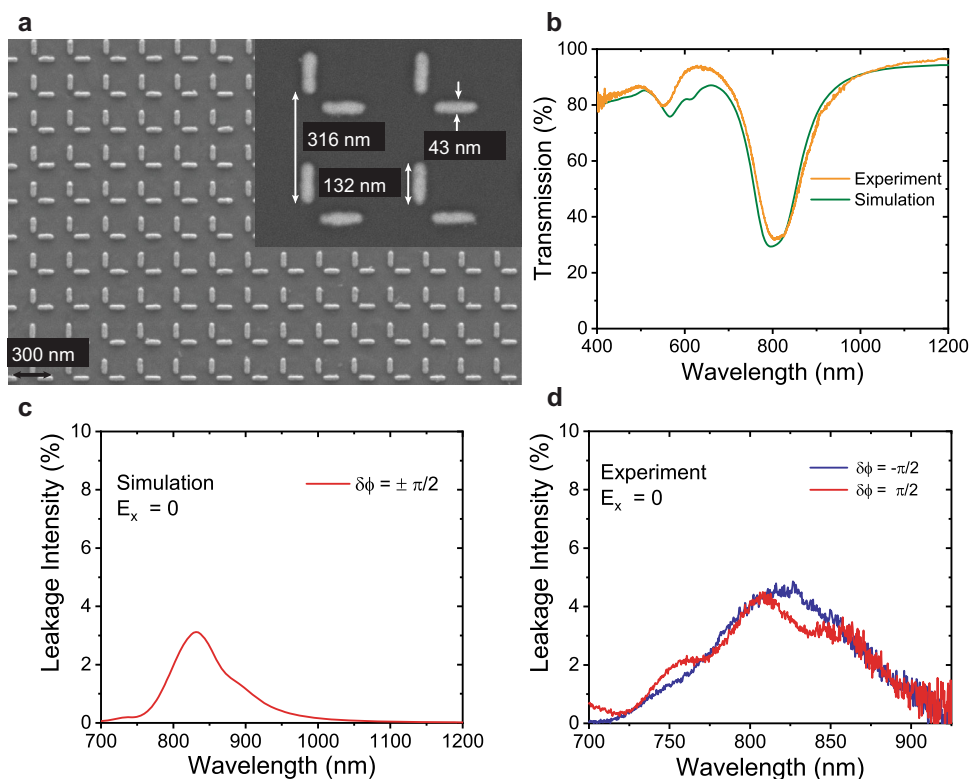 a
316 nm
43 nm
132 nm
300 nm
b
Transmission (%)
100
80
60
40
20
0
400 600 800 1000 1200
Wavelength (nm)
Experiment
Simulation
c
Leakage Intensity (%)
10
8
6
4
2
0
700 800 900 1000 1100 1200
Wavelength (nm)
Simulation
Eₓ = 0
δϕ = ± π/2
d
Leakage Intensity (%)
10
8
6
4
2
0
700 750 800 850 900
Wavelength (nm)
Experiment
Eₓ = 0
δϕ = -π/2
δϕ = π/2